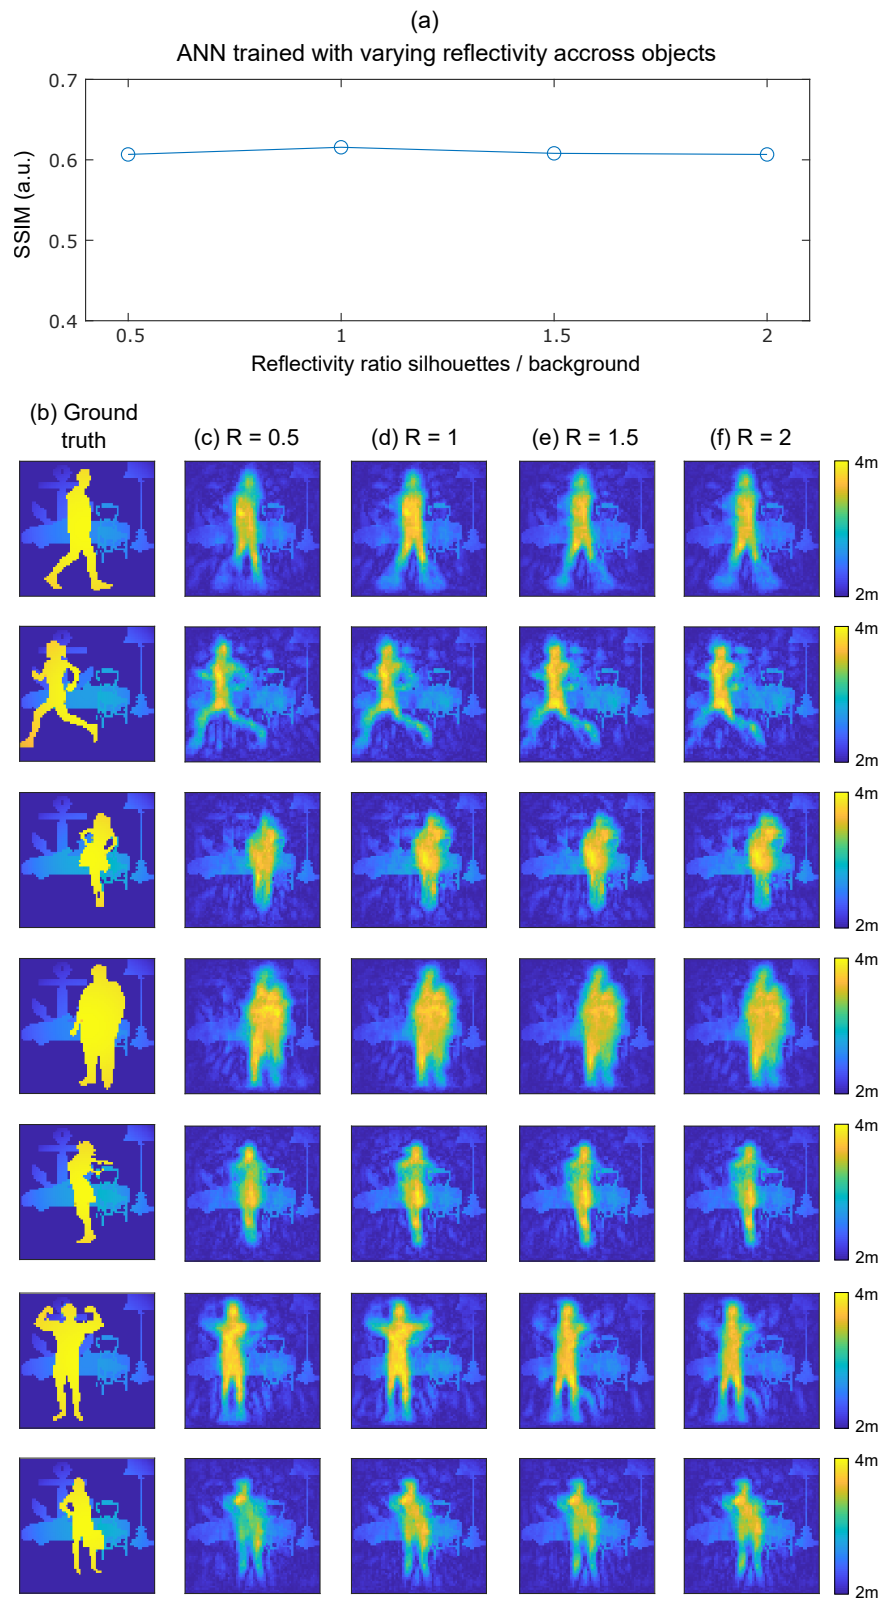 (a)
ANN trained with varying reflectivity accross objects
0.7
0.6
0.5
0.4
SSIM (a.u.)
0.5 1 1.5 2
Reflectivity ratio silhouettes / background
(b) Ground
truth
(c) R = 0.5
(d) R = 1
(e) R = 1.5
(f) R = 2
4m
2m
4m
2m
4m
2m
4m
2m
4m
2m
4m
2m
4m
2m